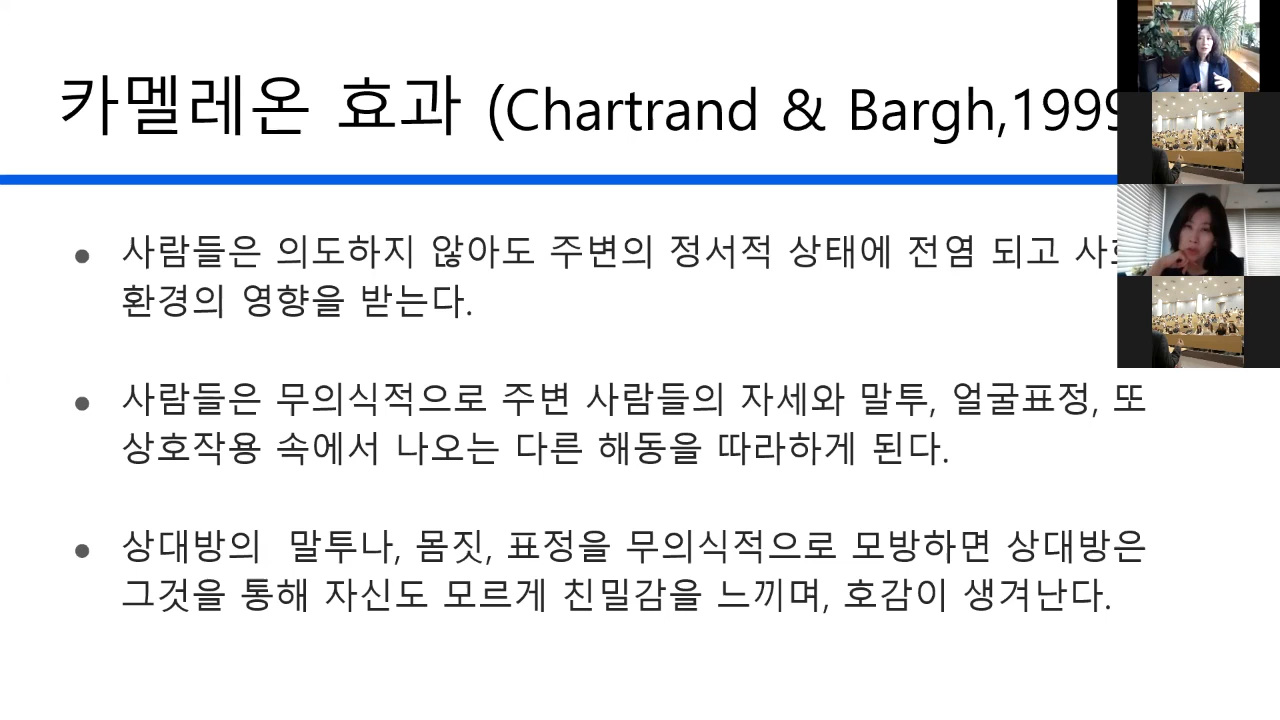 카멜레온 효과 (Chartrand & Bargh,1999
사람들은 의도하지 않아도 주변의 정서적 상태에 전염 되고
환경의 영향을 받는다.
사람들은 무의식적으로 주변 사람들의 자세와 말투, 얼굴표정, 또
상호작용 속에서 나오는 다른 해동을 따라하게 된다.
상대방의 말투나, 몸짓, 표정을 무의식적으로 모방하면 상대방은
그것을 통해 자신도 모르게 친밀감을 느끼며, 호감이 생겨난다.